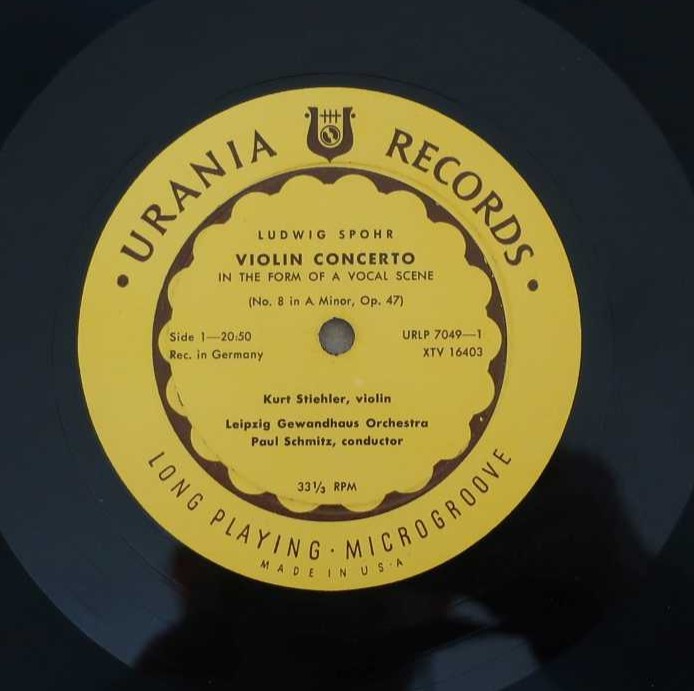 • URANIA RECORDS •
LUDWIG SPOHR
VIOLIN CONCERTO
IN THE FORM OF A VOCAL SCENE
(No. 8 in A Minor, Op. 47)
Side 1—20:50
Rec. in Germany
URLP 7049—1
XTV 16403
Kurt Stiehler, violin
Leipzig Gewandhaus Orchestra
Paul Schmitz, conductor
33⅓ RPM
LONG PLAYING · MICROGROOVE
MADE IN U·S·A